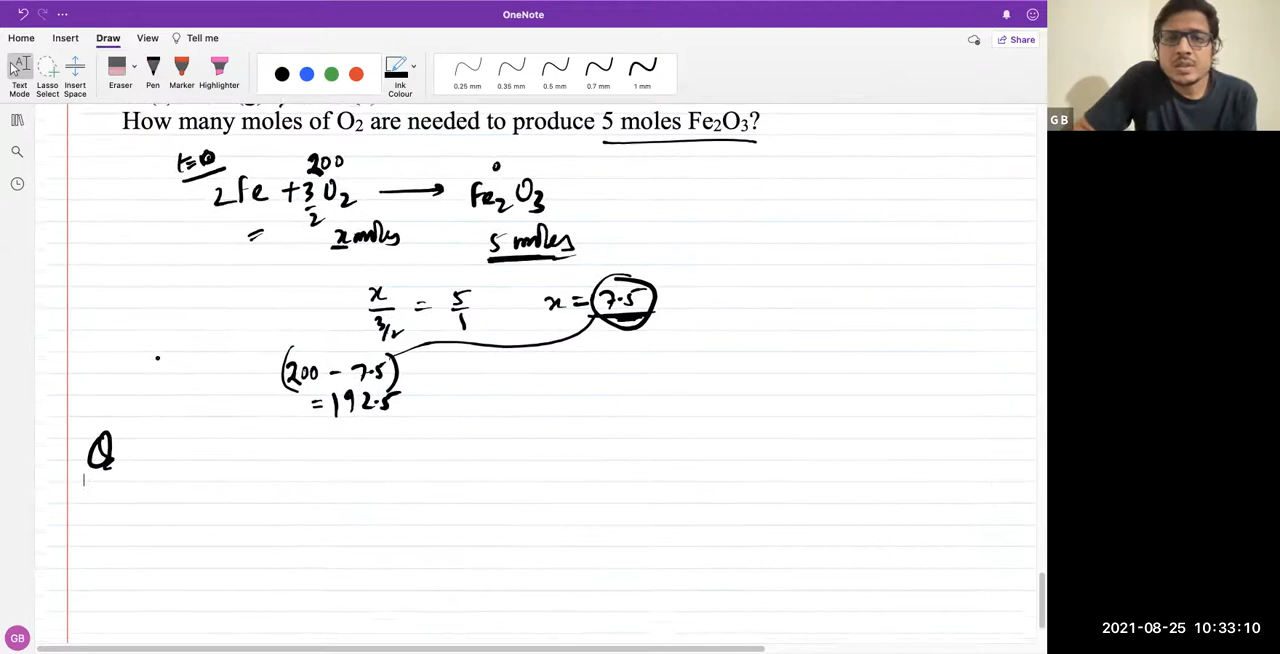 OneNote
Home Insert Draw View Tell me
Share
Text Mode
Lasso Select
Insert Space
Eraser
Pen
Marker
Highlighter
Ink Colour
0.25 mm
0.35 mm
0.5 mm
0.7 mm
1 mm
GB
How many moles of O₂ are needed to produce 5 moles Fe₂O₃?
t=0 200 0
2Fe + 3/2 O₂ ⟶ Fe₂O₃
= x moles 5 moles
x/(3/2) = 5/1 x = 7.5
(200 - 7.5)
= 192.5
Q
GB
2021-08-25 10:33:10